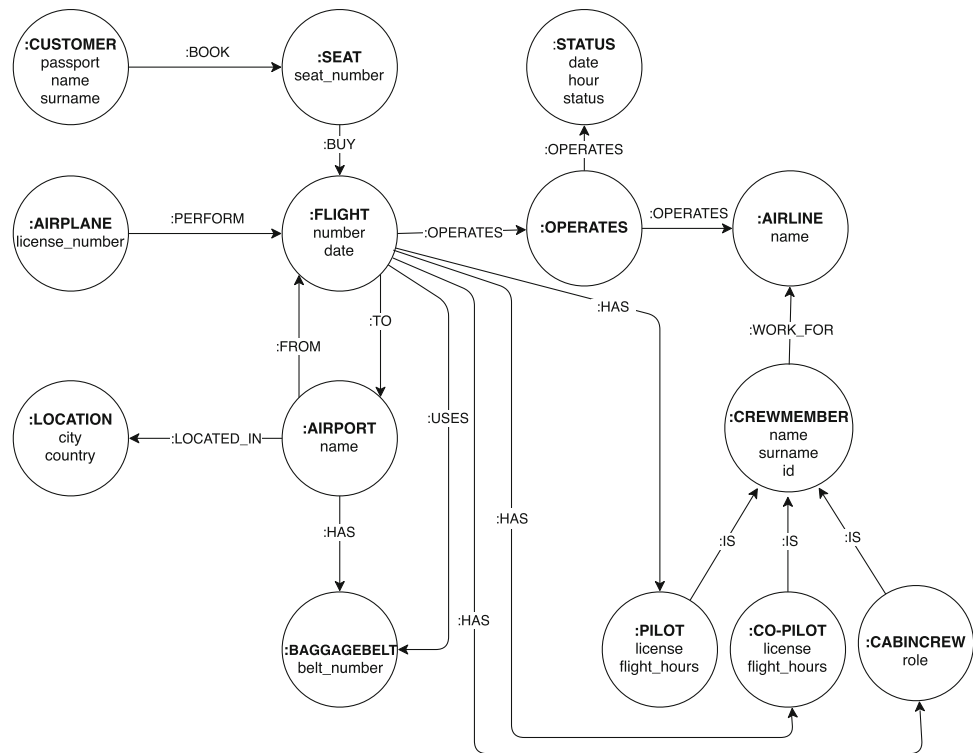 :CUSTOMER
passport
name
surname
:BOOK
:SEAT
seat_number
:STATUS
date
hour
status
:BUY
:OPERATES
:AIRPLANE
license_number
:PERFORM
:FLIGHT
number
date
:OPERATES
:OPERATES
:OPERATES
:AIRLINE
name
:HAS
:TO
:FROM
:WORK_FOR
:LOCATION
city
country
:LOCATED_IN
:AIRPORT
name
:USES
:CREWMEMBER
name
surname
id
:HAS
:HAS
:IS
:IS
:IS
:HAS
:BAGGAGEBELT
belt_number
:PILOT
license
flight_hours
:CO-PILOT
license
flight_hours
:CABINCREW
role